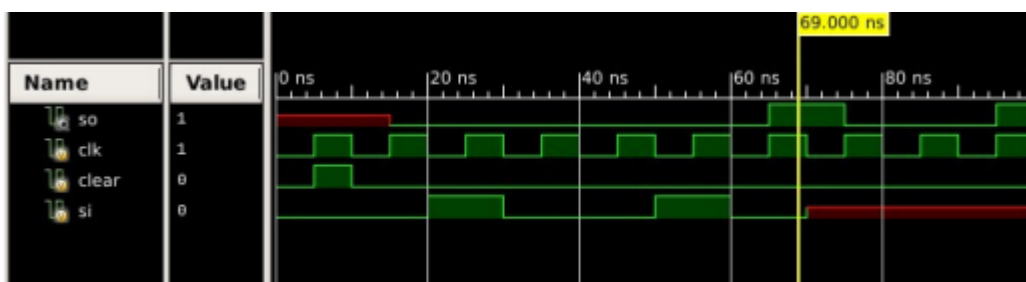 69.000 ns
Name Value 0 ns 20 ns 40 ns 60 ns 80 ns
so 1
clk 1
clear 0
si 0